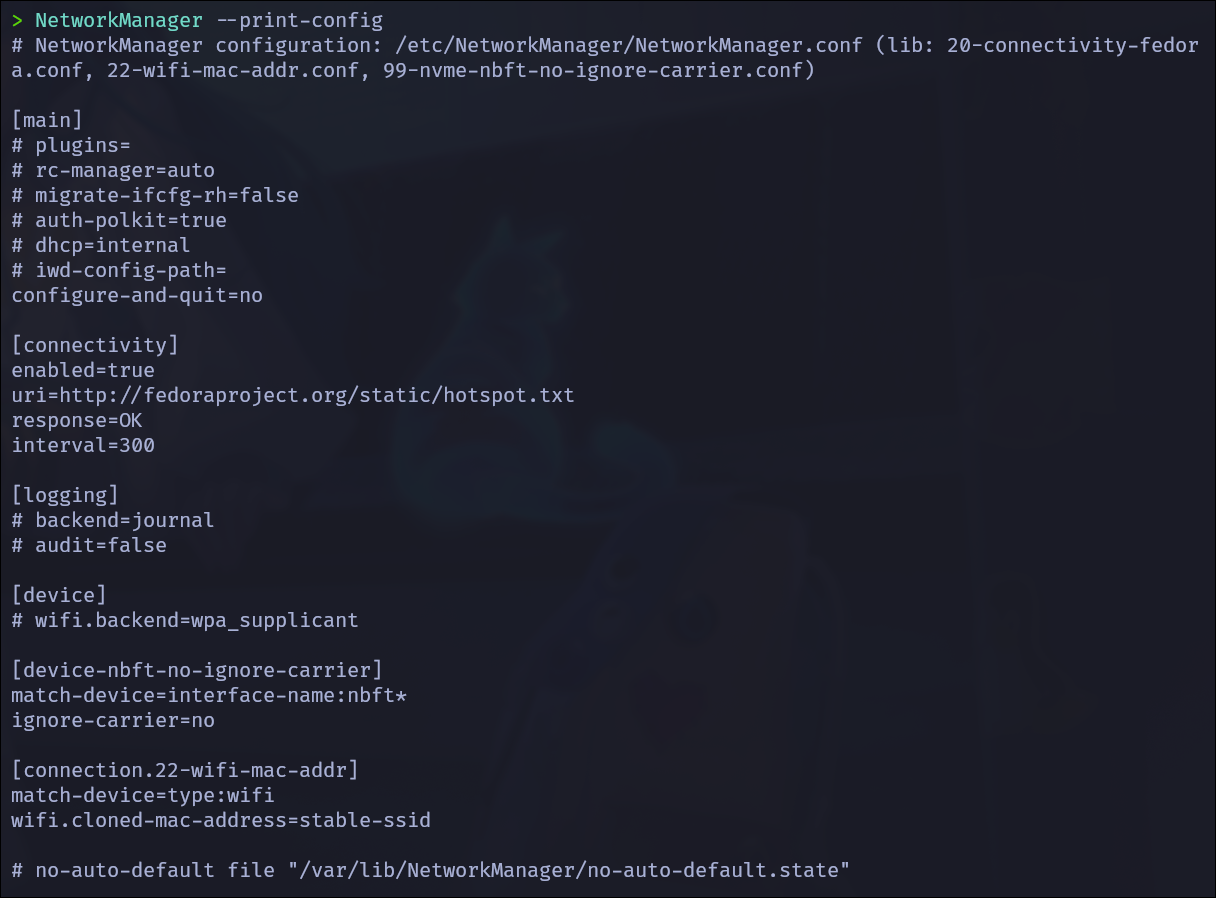 > NetworkManager --print-config
# NetworkManager configuration: /etc/NetworkManager/NetworkManager.conf (lib: 20-connectivity-fedor
a.conf, 22-wifi-mac-addr.conf, 99-nvme-nbft-no-ignore-carrier.conf)

[main]
# plugins=
# rc-manager=auto
# migrate-ifcfg-rh=false
# auth-polkit=true
# dhcp=internal
# iwd-config-path=
configure-and-quit=no

[connectivity]
enabled=true
uri=http://fedoraproject.org/static/hotspot.txt
response=OK
interval=300

[logging]
# backend=journal
# audit=false

[device]
# wifi.backend=wpa_supplicant

[device-nbft-no-ignore-carrier]
match-device=interface-name:nbft*
ignore-carrier=no

[connection.22-wifi-mac-addr]
match-device=type:wifi
wifi.cloned-mac-address=stable-ssid

# no-auto-default file "/var/lib/NetworkManager/no-auto-default.state"